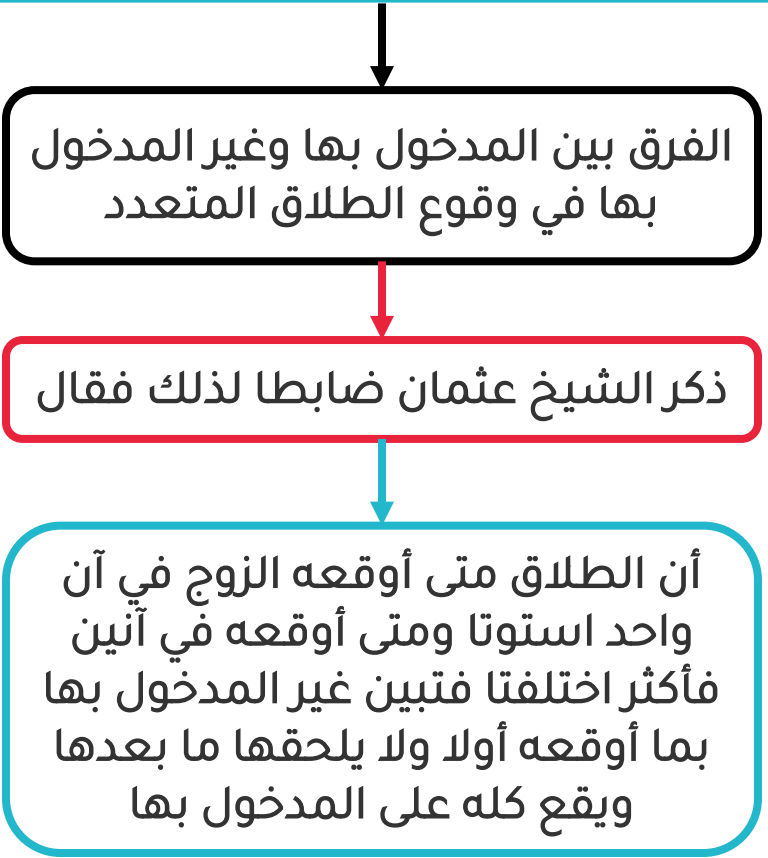 الفرق بين المدخول بها وغير المدخول
بها في وقوع الطلاق المتعدد
ذكر الشيخ عثمان ضابطا لذلك فقال
أن الطلاق متى أوقعه الزوج في آن
واحد استوتا ومتى أوقعه في آنين
فأكثر اختلفتا فتبين غير المدخول بها
بما أوقعه أولا ولا يلحقها ما بعدها
ويقع كله على المدخول بها